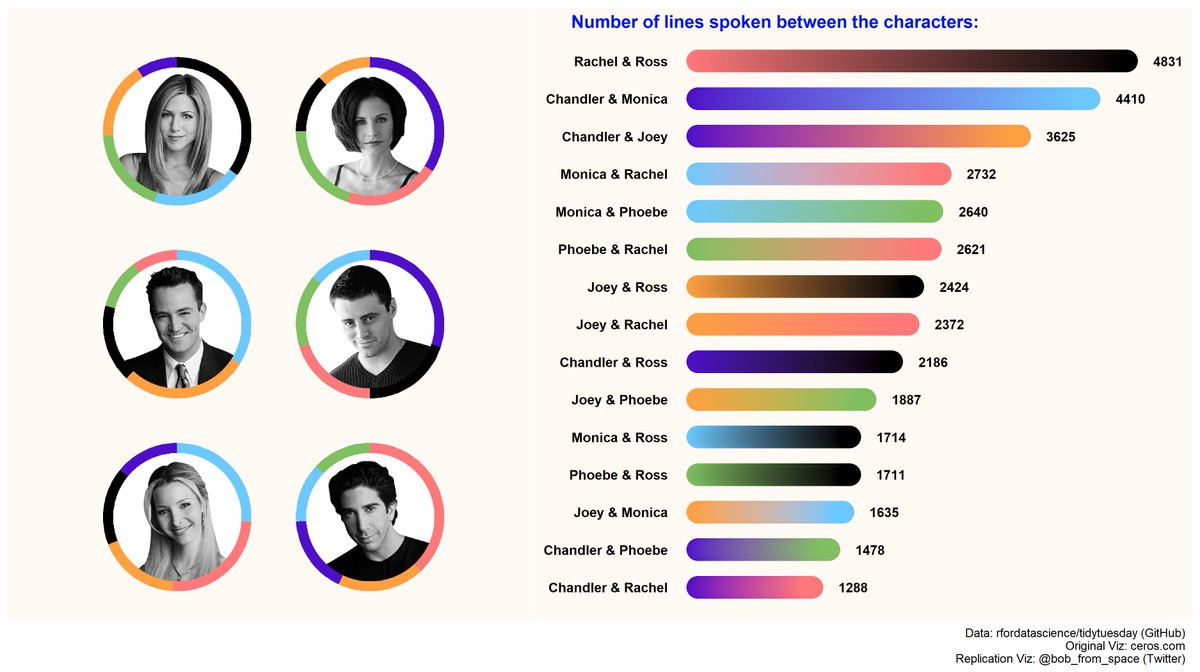 Number of lines spoken between the characters:
Rachel & Ross 4831
Chandler & Monica 4410
Chandler & Joey 3625
Monica & Rachel 2732
Monica & Phoebe 2640
Phoebe & Rachel 2621
Joey & Ross 2424
Joey & Rachel 2372
Chandler & Ross 2186
Joey & Phoebe 1887
Monica & Ross 1714
Phoebe & Ross 1711
Joey & Monica 1635
Chandler & Phoebe 1478
Chandler & Rachel 1288
Data: rfordatascience/tidytuesday (GitHub)
Original Viz: ceros.com
Replication Viz: @bob_from_space (Twitter)